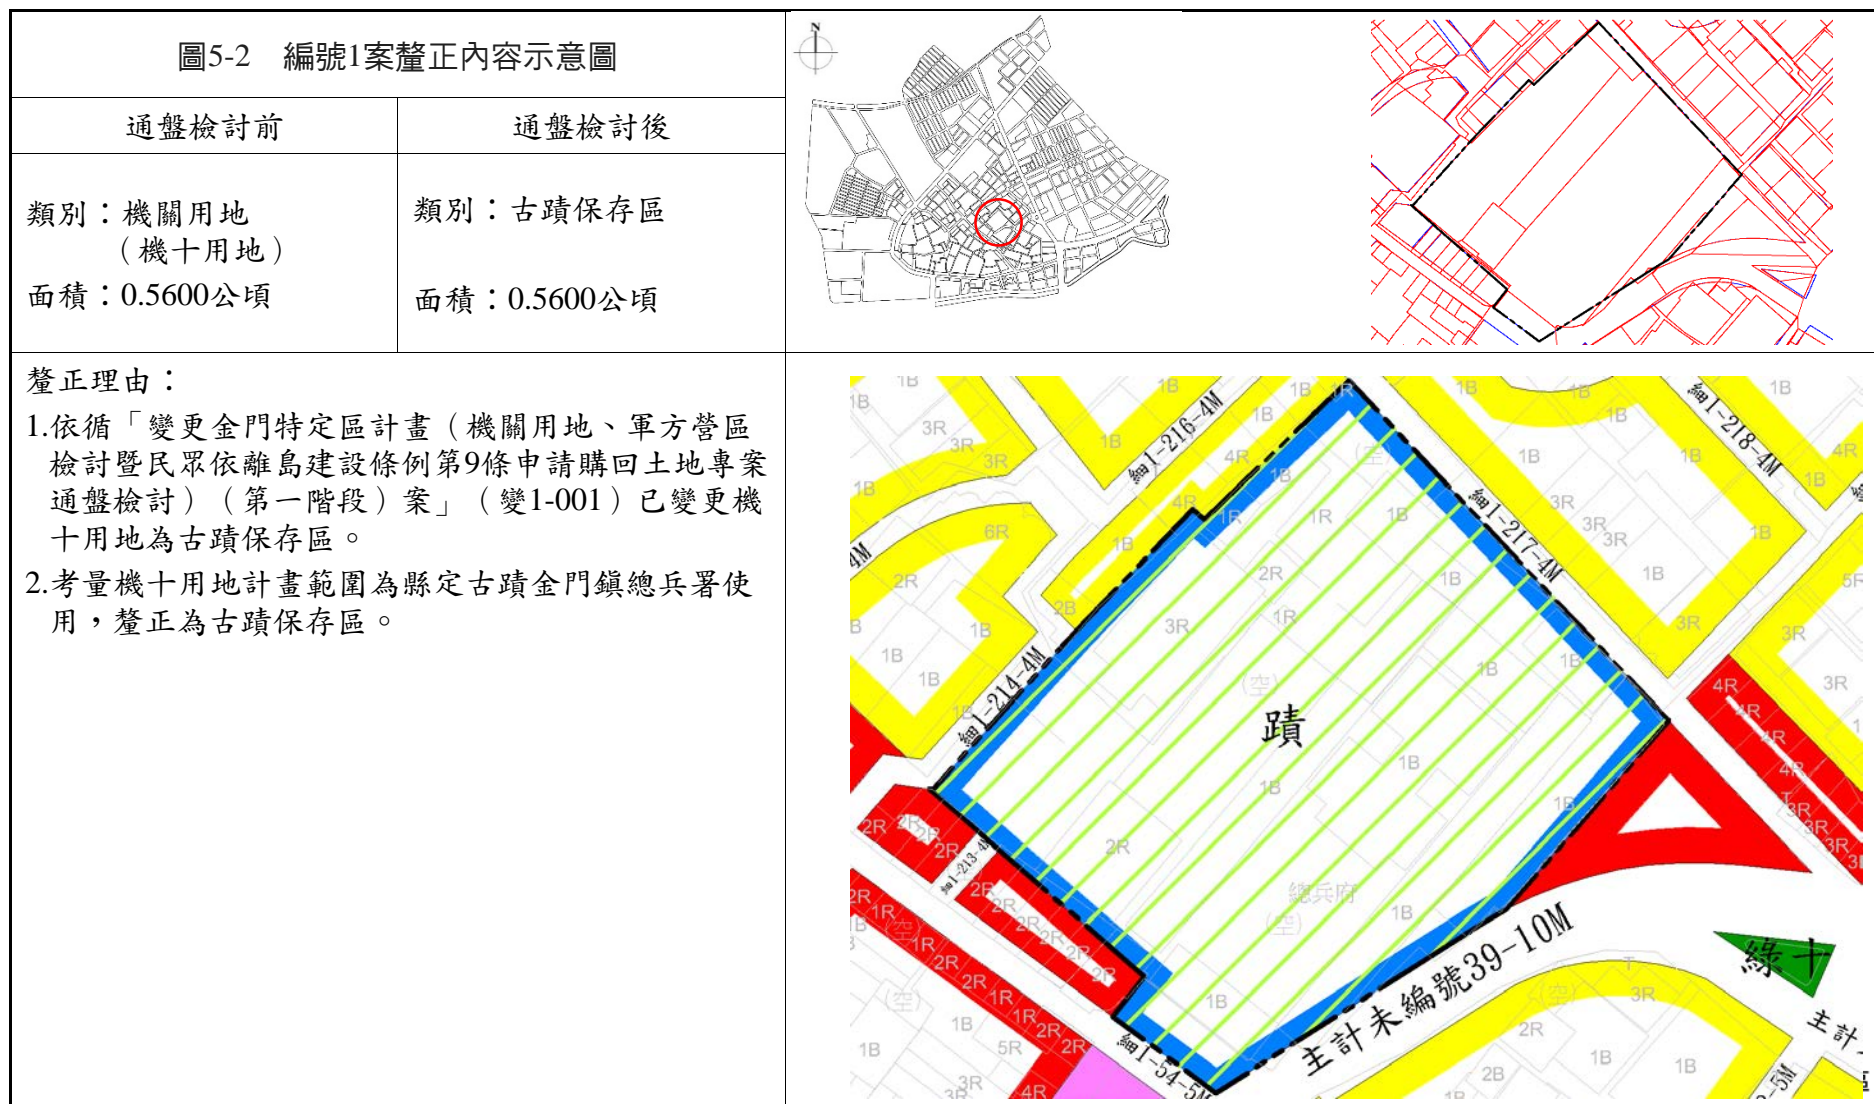 圖5-2　編號1案釐正內容示意圖
通盤檢討前
通盤檢討後
類別：機關用地
（機十用地）
面積：0.5600公頃
類別：古蹟保存區
面積：0.5600公頃
釐正理由：
1.依循「變更金門特定區計畫（機關用地、軍方營區
檢討暨民眾依離島建設條例第9條申請購回土地專案
通盤檢討）（第一階段）案」（變1-001）已變更機
十用地為古蹟保存區。
2.考量機十用地計畫範圍為縣定古蹟金門鎮總兵署使
用，釐正為古蹟保存區。
N
細1-216-4M
細1-218-4M
細1-217-4M
細1-214-4M
蹟
細1-213-4M
總兵府
(空)
主計未編號39-10M
綠十
細1-54-5M
主計